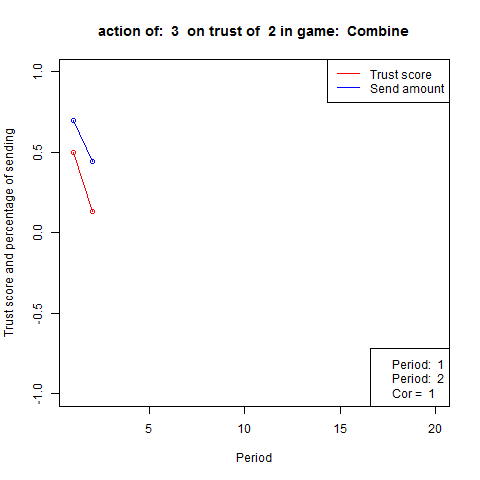 action of:  3  on trust of  2 in game:  Combine
Trust score
Send amount
Trust score and percentage of sending
1.0
0.5
0.0
-0.5
-1.0
Period:  1
Period:  2
Cor =  1
5
10
15
20
Period